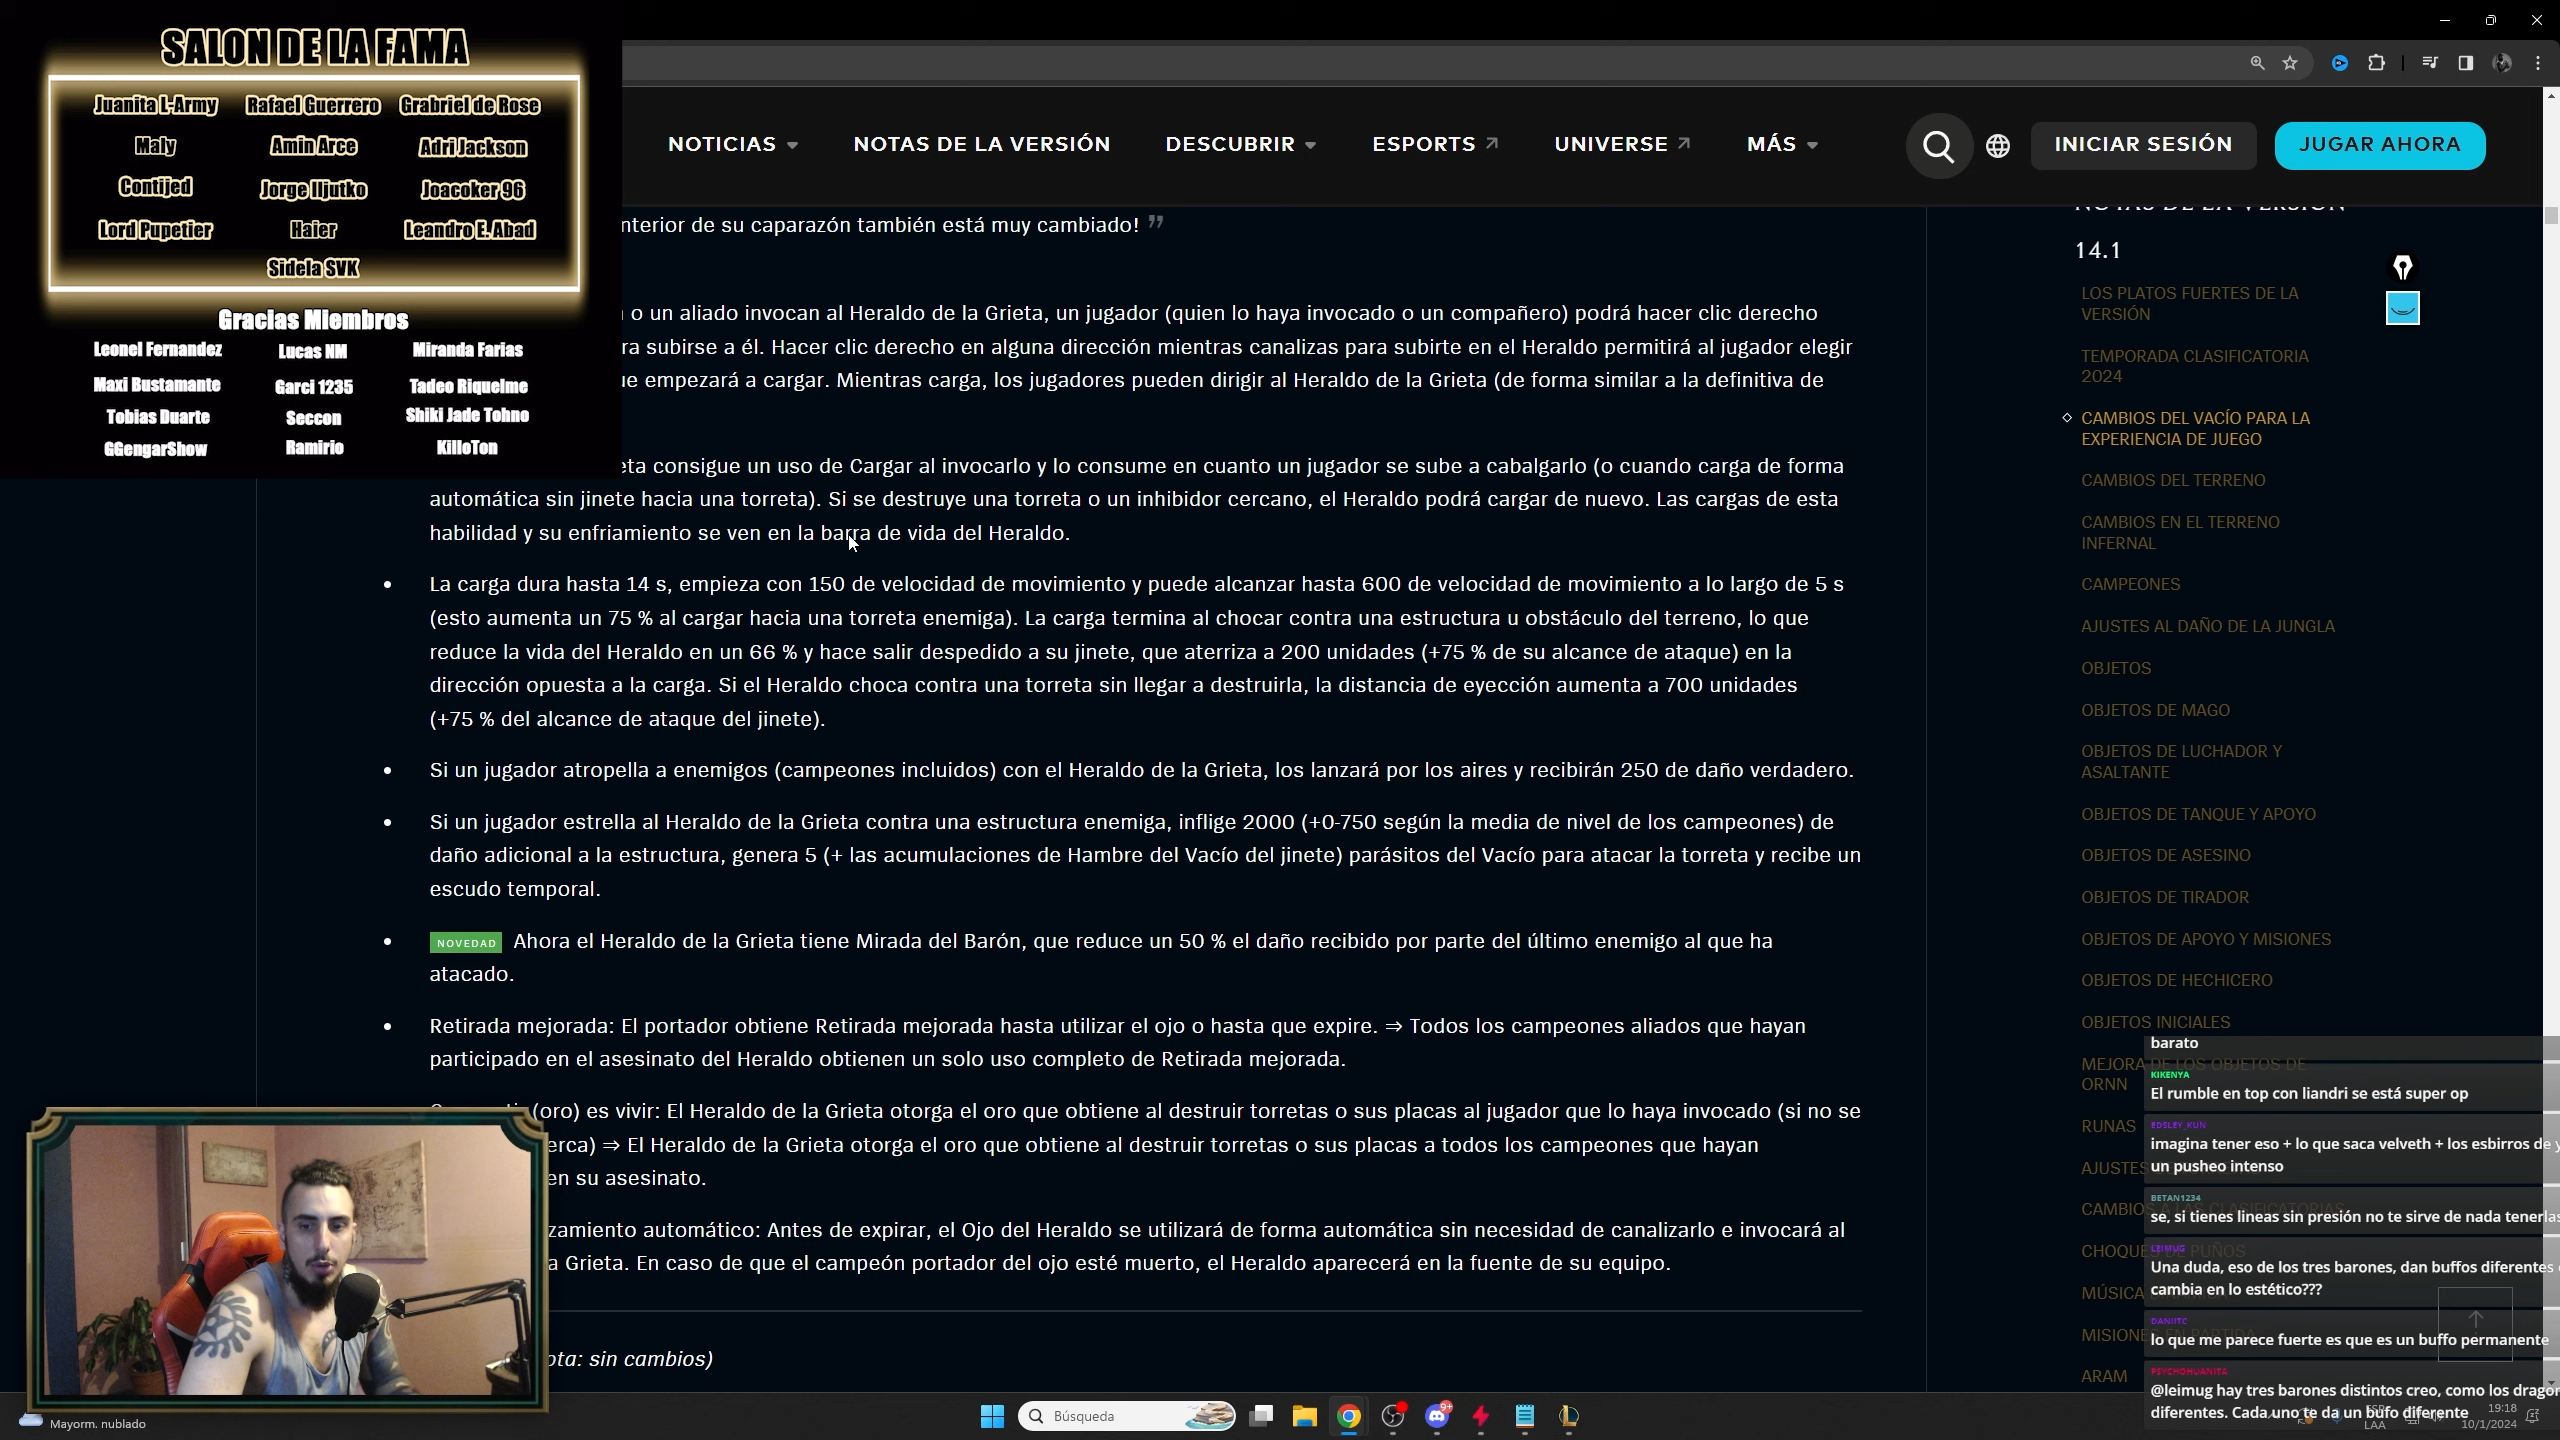 SALON DE LA FAMA
Juanita L-Army Rafael Guerrero Grabriel de Rose
Maly Amin Arce Adri Jackson
Contijed Jorge Iljutko Joacoker 96
Lord Pupetier Haier Leandro E. Abad
Sidela SVK
Gracias Miembros
Leonel Fernandez Lucas NM Miranda Farias
Maxi Bustamante Garci 1235 Tadeo Riquelme
Tobias Duarte Seccon Shiki Jade Tohno
GGengarShow Ramirio KilloTon
NOTICIAS NOTAS DE LA VERSIÓN DESCUBRIR ESPORTS UNIVERSE MÁS INICIAR SESIÓN JUGAR AHORA
nterior de su caparazón también está muy cambiado! ”
o un aliado invocan al Heraldo de la Grieta, un jugador (quien lo haya invocado o un compañero) podrá hacer clic derecho
ra subirse a él. Hacer clic derecho en alguna dirección mientras canalizas para subirte en el Heraldo permitirá al jugador elegir
ue empezará a cargar. Mientras carga, los jugadores pueden dirigir al Heraldo de la Grieta (de forma similar a la definitiva de
eta consigue un uso de Cargar al invocarlo y lo consume en cuanto un jugador se sube a cabalgarlo (o cuando carga de forma
automática sin jinete hacia una torreta). Si se destruye una torreta o un inhibidor cercano, el Heraldo podrá cargar de nuevo. Las cargas de esta
habilidad y su enfriamiento se ven en la barra de vida del Heraldo.
• La carga dura hasta 14 s, empieza con 150 de velocidad de movimiento y puede alcanzar hasta 600 de velocidad de movimiento a lo largo de 5 s
(esto aumenta un 75 % al cargar hacia una torreta enemiga). La carga termina al chocar contra una estructura u obstáculo del terreno, lo que
reduce la vida del Heraldo en un 66 % y hace salir despedido a su jinete, que aterriza a 200 unidades (+75 % de su alcance de ataque) en la
dirección opuesta a la carga. Si el Heraldo choca contra una torreta sin llegar a destruirla, la distancia de eyección aumenta a 700 unidades
(+75 % del alcance de ataque del jinete).
• Si un jugador atropella a enemigos (campeones incluidos) con el Heraldo de la Grieta, los lanzará por los aires y recibirán 250 de daño verdadero.
• Si un jugador estrella al Heraldo de la Grieta contra una estructura enemiga, inflige 2000 (+0-750 según la media de nivel de los campeones) de
daño adicional a la estructura, genera 5 (+ las acumulaciones de Hambre del Vacío del jinete) parásitos del Vacío para atacar la torreta y recibe un
escudo temporal.
• NOVEDAD Ahora el Heraldo de la Grieta tiene Mirada del Barón, que reduce un 50 % el daño recibido por parte del último enemigo al que ha
atacado.
• Retirada mejorada: El portador obtiene Retirada mejorada hasta utilizar el ojo o hasta que expire. ⇒ Todos los campeones aliados que hayan
participado en el asesinato del Heraldo obtienen un solo uso completo de Retirada mejorada.
(oro) es vivir: El Heraldo de la Grieta otorga el oro que obtiene al destruir torretas o sus placas al jugador que lo haya invocado (si no se
erca) ⇒ El Heraldo de la Grieta otorga el oro que obtiene al destruir torretas o sus placas a todos los campeones que hayan
en su asesinato.
zamiento automático: Antes de expirar, el Ojo del Heraldo se utilizará de forma automática sin necesidad de canalizarlo e invocará al
a Grieta. En caso de que el campeón portador del ojo esté muerto, el Heraldo aparecerá en la fuente de su equipo.
ota: sin cambios)
NOTAS DE LA VERSIÓN
14.1
LOS PLATOS FUERTES DE LA
VERSIÓN
TEMPORADA CLASIFICATORIA
2024
CAMBIOS DEL VACÍO PARA LA
EXPERIENCIA DE JUEGO
CAMBIOS DEL TERRENO
CAMBIOS EN EL TERRENO
INFERNAL
CAMPEONES
AJUSTES AL DAÑO DE LA JUNGLA
OBJETOS
OBJETOS DE MAGO
OBJETOS DE LUCHADOR Y
ASALTANTE
OBJETOS DE TANQUE Y APOYO
OBJETOS DE ASESINO
OBJETOS DE TIRADOR
OBJETOS DE APOYO Y MISIONES
OBJETOS DE HECHICERO
OBJETOS INICIALES
MEJORA DE LOS OBJETOS DE
ORNN
RUNAS
AJUSTES
CAMBIOS A LAS CLASIFICATORIAS
CHOQUE DE PUÑOS
MÚSICA
MISIONES
ARAM
barato
KIKENYA
El rumble en top con liandri se está super op
EDSLEY_KUN
imagina tener eso + lo que saca velveth + los esbirros de y
un pusheo intenso
BETAN1234
se, si tienes lineas sin presión no te sirve de nada tenerlas
LEIMUG
Una duda, eso de los tres barones, dan buffos diferentes
cambia en lo estético???
DANIITC
lo que me parece fuerte es que es un buffo permanente
PSYCHOHUANITA
@leimug hay tres barones distintos creo, como los dragon
diferentes. Cada uno te da un bufo diferente
Mayorm. nublado
Búsqueda
9+
ESP
LAA
19:18
10/1/2024